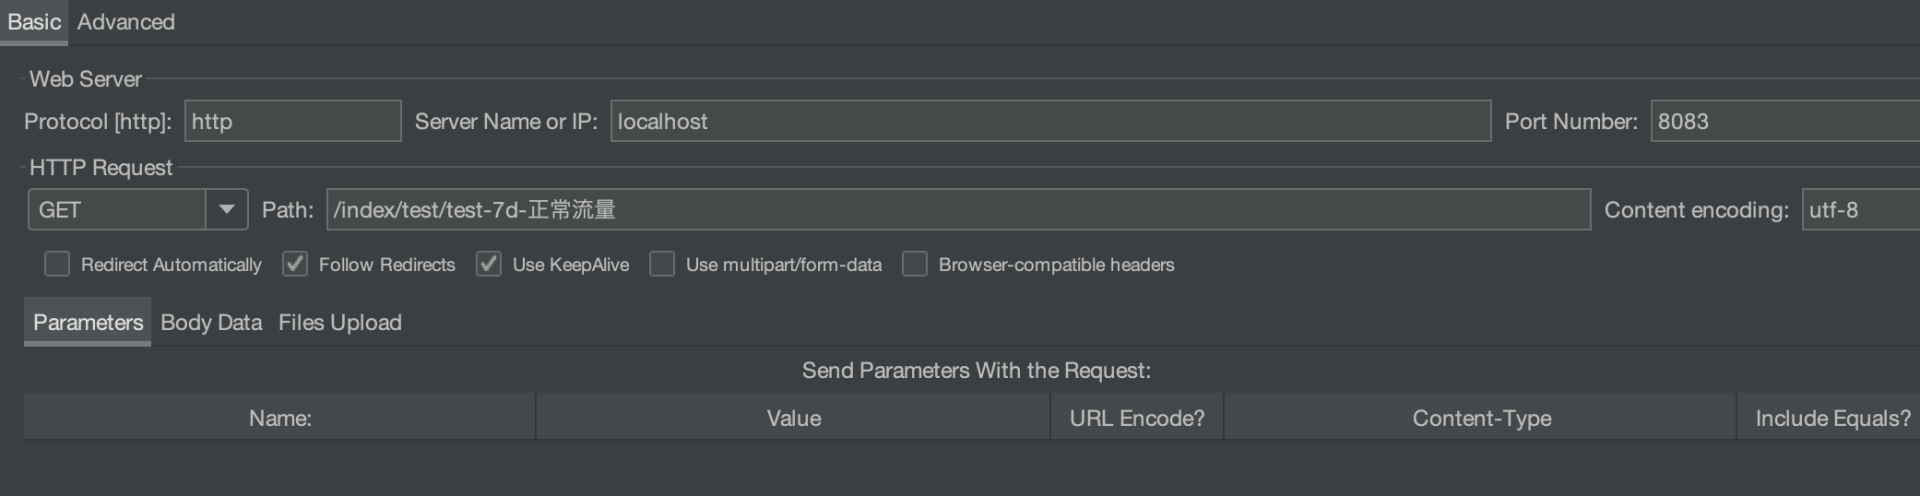 Basic Advanced
Web Server
Protocol [http]: http Server Name or IP: localhost Port Number: 8083
HTTP Request
GET Path: /index/test/test-7d-正常流量 Content encoding: utf-8
Redirect Automatically Follow Redirects Use KeepAlive Use multipart/form-data Browser-compatible headers
Parameters Body Data Files Upload
Send Parameters With the Request:
Name: Value URL Encode? Content-Type Include Equals?